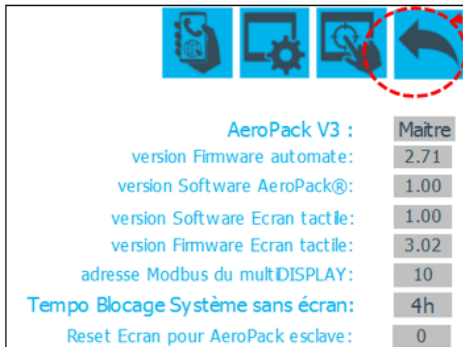 AeroPack V3 : Maitre
version Firmware automate: 2.71
version Software AeroPack®: 1.00
version Software Ecran tactile: 1.00
version Firmware Ecran tactile: 3.02
adresse Modbus du multiDISPLAY: 10
Tempo Blocage Système sans écran: 4h
Reset Ecran pour AeroPack esclave: 0